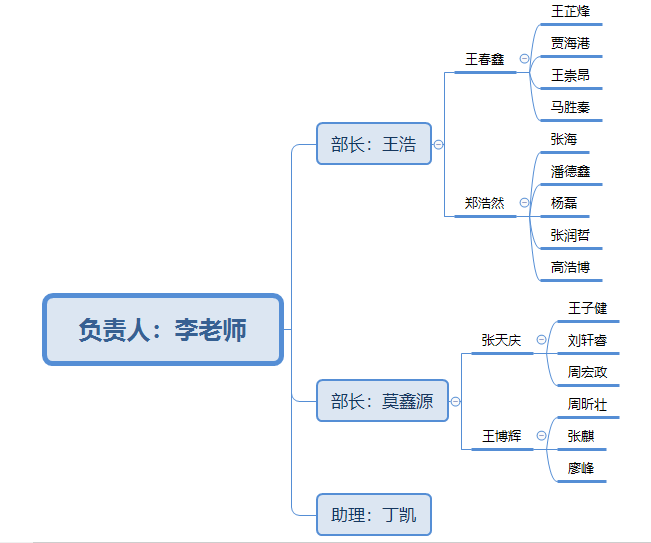 王芷烽
贾海港
王春鑫
王崇昂
马胜秦
部长：王浩
张海
潘德鑫
郑浩然
杨磊
张润哲
高浩博
负责人：李老师
王子健
张天庆
刘轩睿
周宏政
部长：莫鑫源
周昕壮
王博辉
张麒
廖峰
助理：丁凯